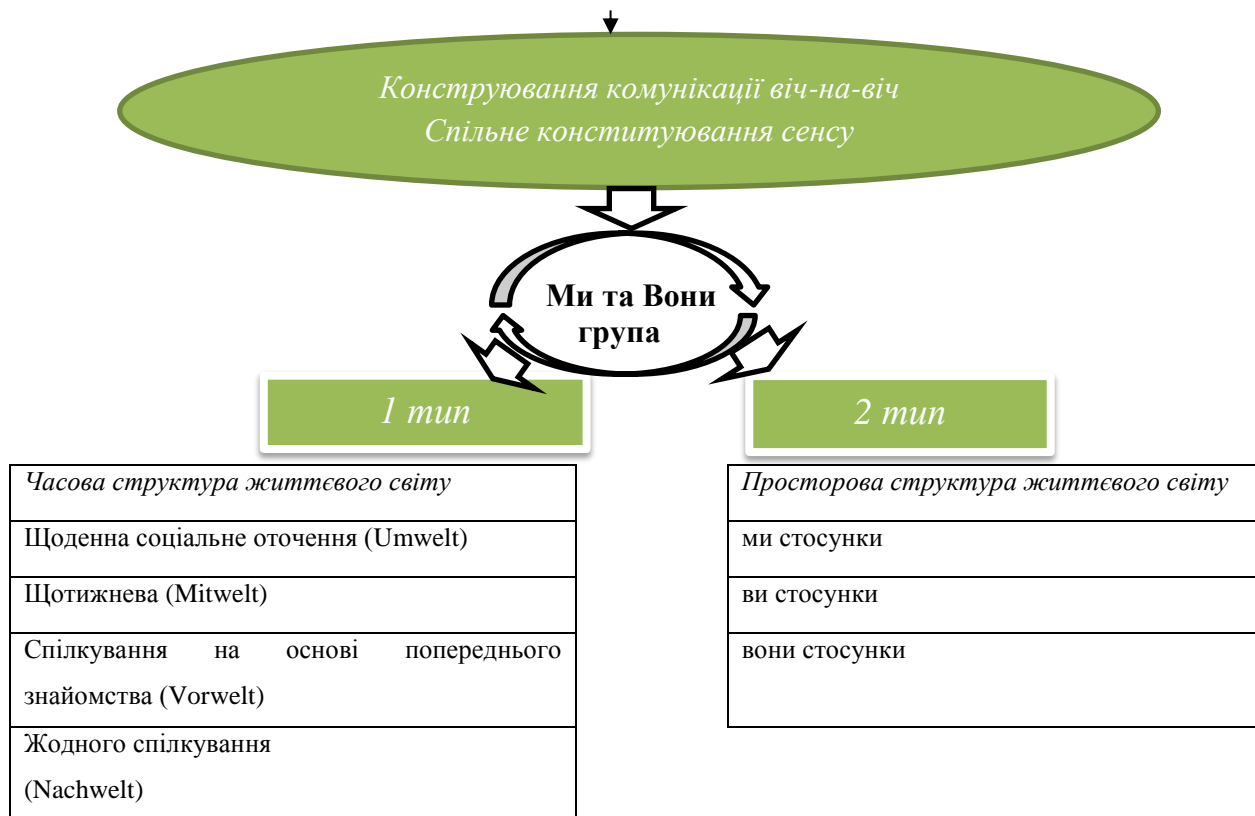 Конструювання комунікації віч-на-віч
Спільне конституювання сенсу
Ми та Вони
група
1 тип
2 тип
Часова структура життєвого світу
Щоденна соціальне оточення (Umwelt)
Щотижнева (Mitwelt)
Спілкування на основі попереднього
знайомства (Vorwelt)
Жодного спілкування
(Nachwelt)
Просторова структура життєвого світу
ми стосунки
ви стосунки
вони стосунки